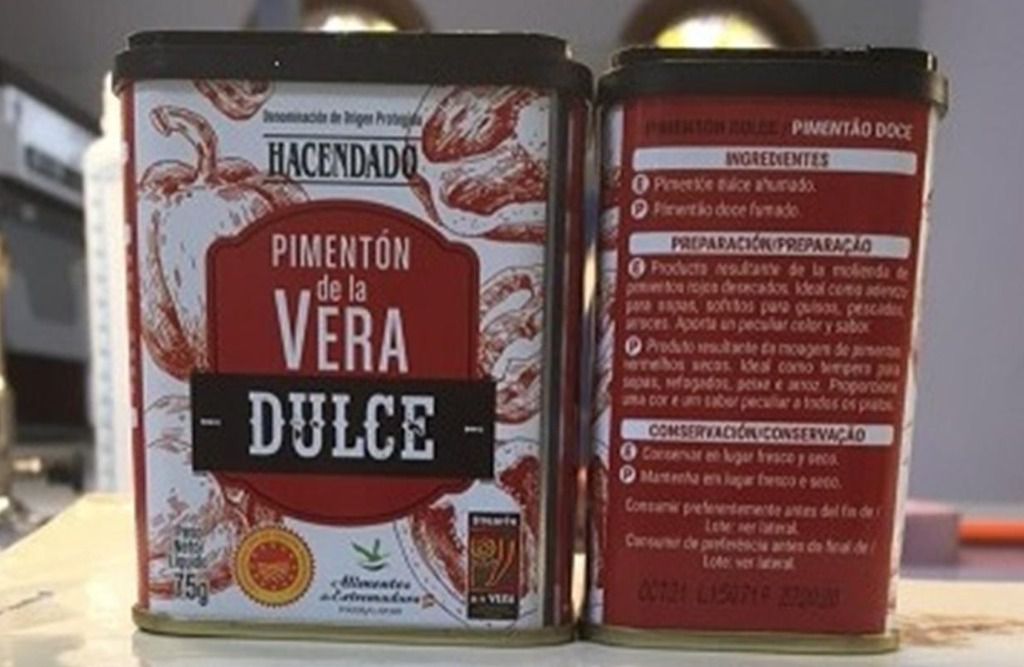 Denominación de Origen Protegida
HACENDADO
PIMENTÓN
de la
VERA
DULCE
Peso
Neto/
Líquido
75g
Alimentos
de Extremadura
PIMENTÓN
VERA
PIMENTÓN DULCE / PIMENTÃO DOCE
INGREDIENTES
E Pimentón dulce ahumado.
P Pimentão doce fumado.
PREPARACIÓN/PREPARAÇÃO
E Producto resultante de la molienda de
pimientos rojos desecados. Ideal como aderezo
para sopas, sofritos para guisos, pescados,
arroces. Aporta un peculiar color y sabor.
P Produto resultante da moagem de pimentos
vermelhos secos. Ideal como tempero para
sopas, refogados, peixe e arroz. Proporciona
uma cor e um sabor peculiar a todos os pratos.
CONSERVACIÓN/CONSERVAÇÃO
E Conservar en lugar fresco y seco.
P Mantenha em lugar fresco e seco.
Consumir preferentemente antes del fin de /
Lote: ver lateral.
Consumir de preferência antes do final de /
Lote: ver lateral.